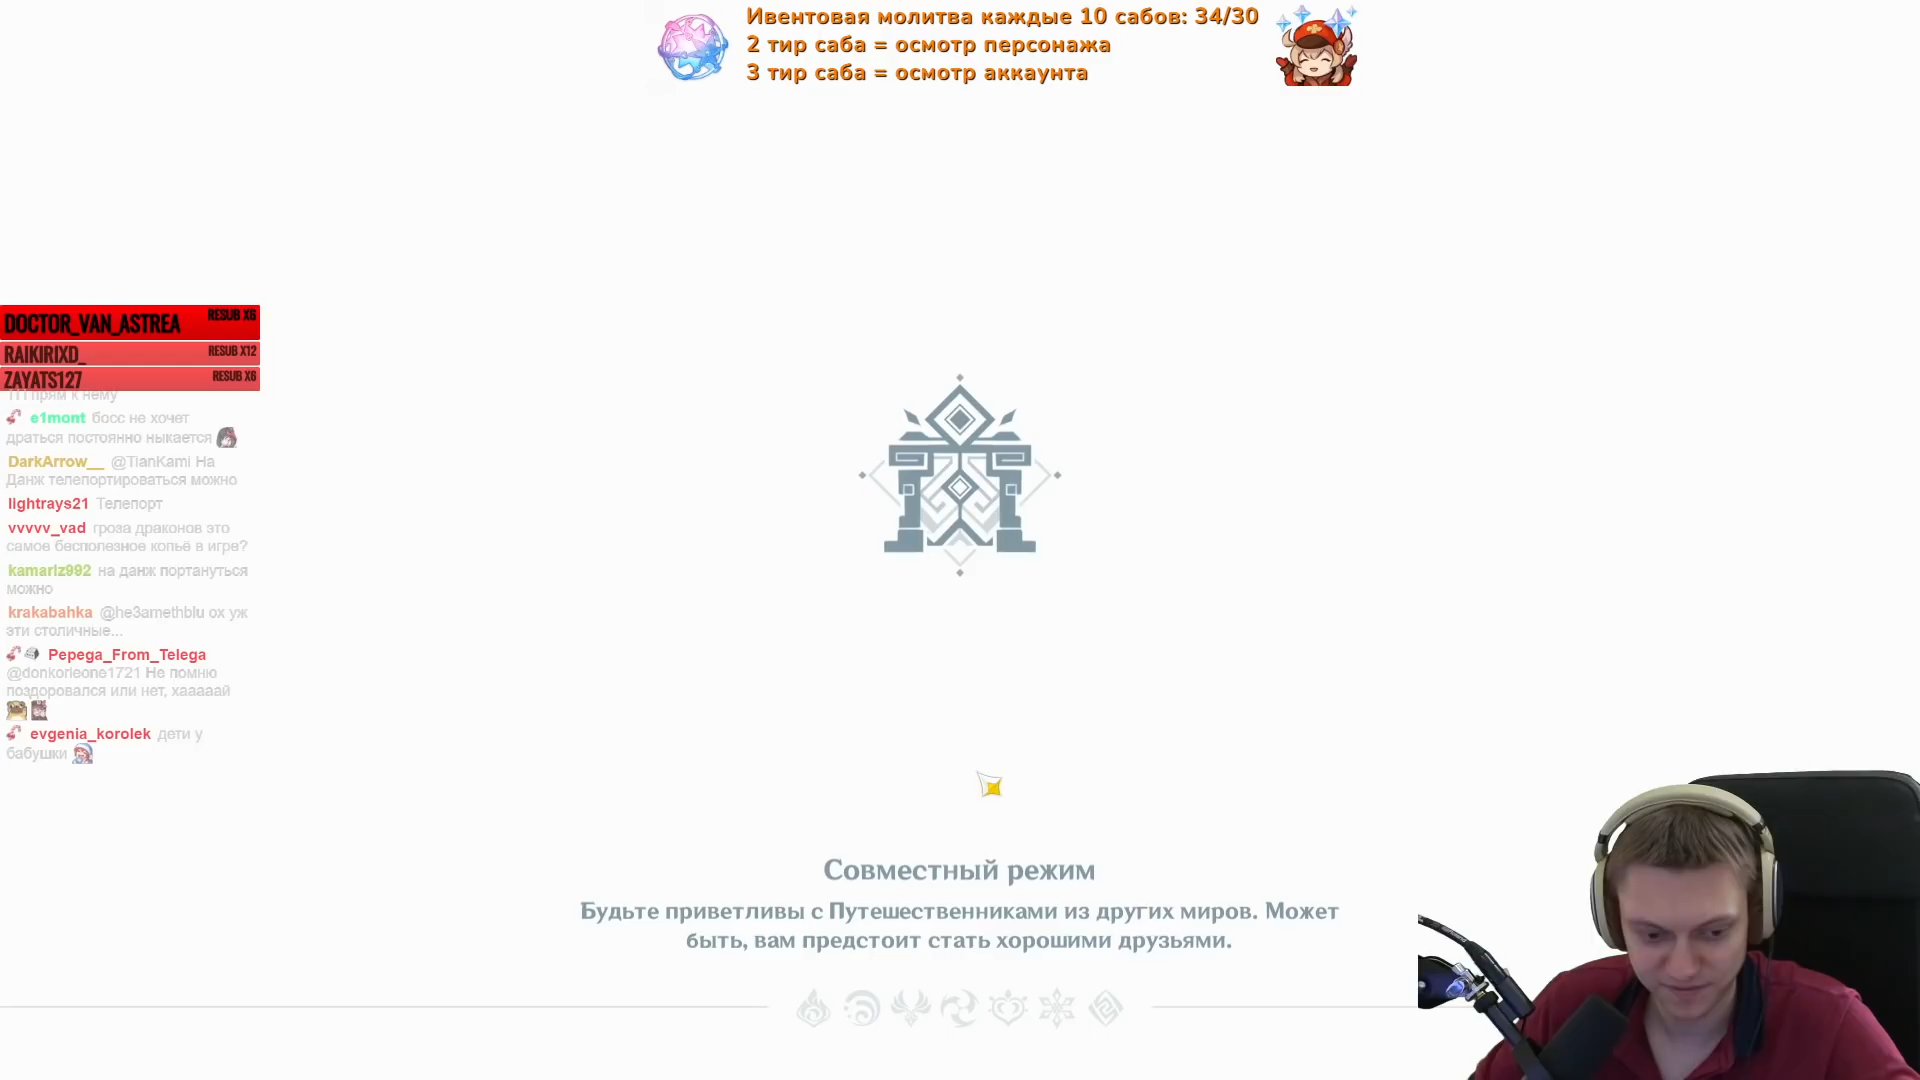 Ивентовая молитва каждые 10 сабов: 34/30
2 тир саба = осмотр персонажа
3 тир саба = осмотр аккаунта
DOCTOR_VAN_ASTREA RESUB X6
RAIKIRIXD_ RESUB X12
ZAYATS127 RESUB X6
прям к нему
e1mont босс не хочет
драться постоянно ныкается
DarkArrow__ @TianKami На
Данж телепортироваться можно
lightrays21 Телепорт
vvvvv_vad гроза драконов это
самое бесполезное копьё в игре?
kamariz992 на данж портануться
можно
krakabahka @he3amethblu ох уж
эти столичные...
Pepega_From_Telega
@donkorleone1721 Не помню
поздоровался или нет, хааааай
evgenia_korolek дети у
бабушки
Совместный режим
Будьте приветливы с Путешественниками из других миров. Может
быть, вам предстоит стать хорошими друзьями.